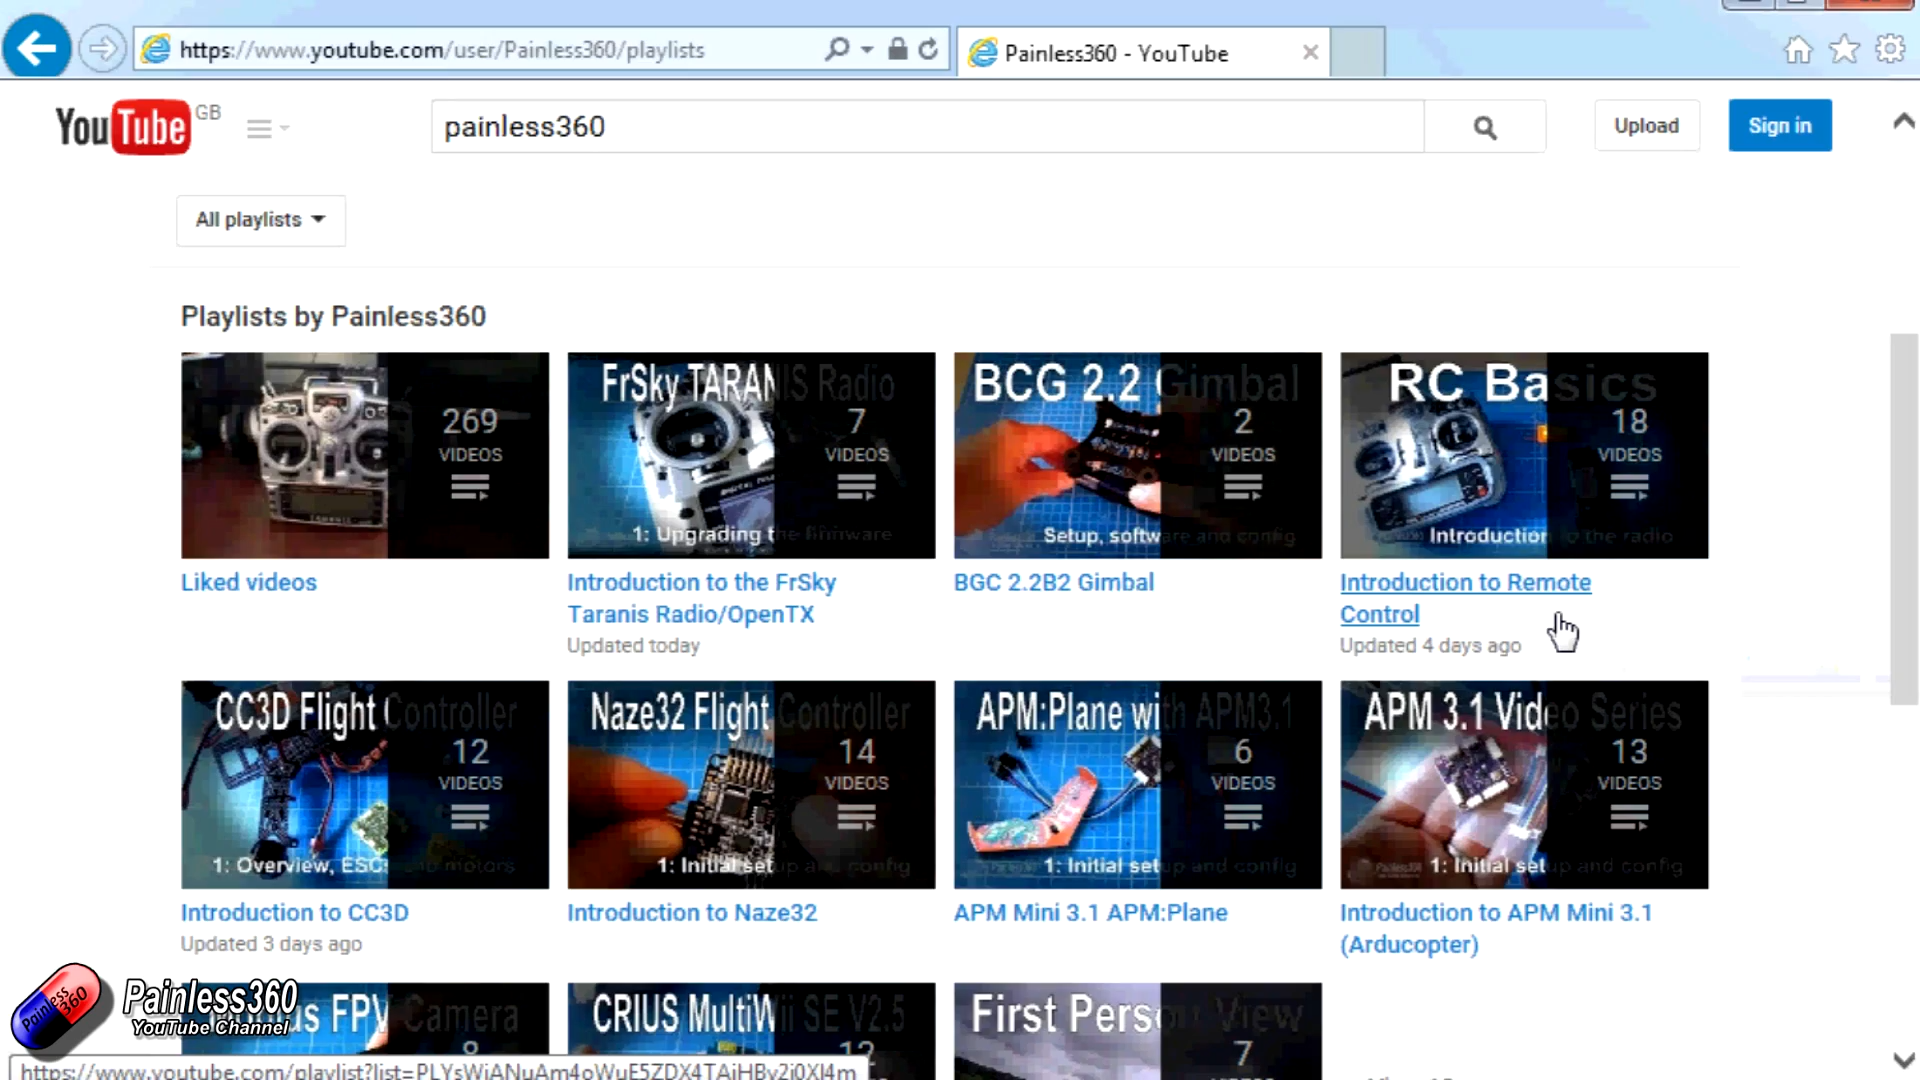 https://www.youtube.com/user/Painless360/playlists
Painless360 - YouTube
YouTube GB
painless360
Upload
Sign in
All playlists
Playlists by Painless360
269
VIDEOS
Liked videos
FrSky TARANIS Radio
7
VIDEOS
1: Upgrading the firmware
Introduction to the FrSky
Taranis Radio/OpenTX
Updated today
BCG 2.2 Gimbal
2
VIDEOS
Setup, software and config
BGC 2.2B2 Gimbal
RC Basics
18
VIDEOS
Introduction to the radio
Introduction to Remote
Control
Updated 4 days ago
CC3D Flight Controller
12
VIDEOS
1: Overview, ESCs and motors
Introduction to CC3D
Updated 3 days ago
Naze32 Flight Controller
14
VIDEOS
1: Initial setup and config
Introduction to Naze32
APM:Plane with APM3.1
6
VIDEOS
1: Initial setup and config
APM Mini 3.1 APM:Plane
APM 3.1 Video Series
13
VIDEOS
1: Initial setup and config
Introduction to APM Mini 3.1
(Arducopter)
FPV Camera
8
CRIUS MultiWii SE V2.5
12
First Person View
7
Painless360
Painless360
YouTube Channel